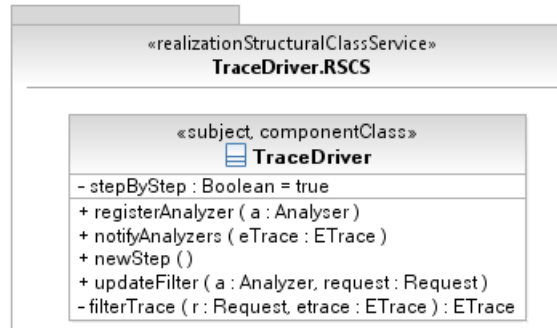 «realizationStructuralClassService»
TraceDriver.RSCS
«subject, componentClass»
TraceDriver
- stepByStep : Boolean = true
+ registerAnalyzer ( a : Analyser )
+ notifyAnalyzers ( eTrace : ETrace )
+ newStep ()
+ updateFilter ( a : Analyzer, request : Request )
- filterTrace ( r : Request, etrace : ETrace ) : ETrace